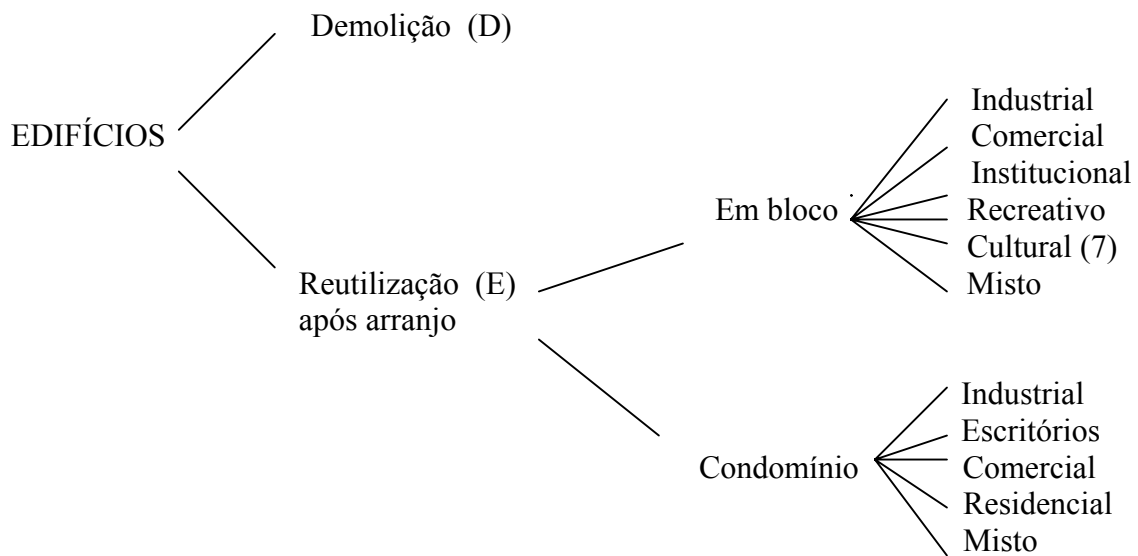 Demolição (D)
EDIFÍCIOS
Reutilização (E)
após arranjo
Em bloco
Industrial
Comercial
Institucional
Recreativo
Cultural (7)
Misto
Condomínio
Industrial
Escritórios
Comercial
Residencial
Misto